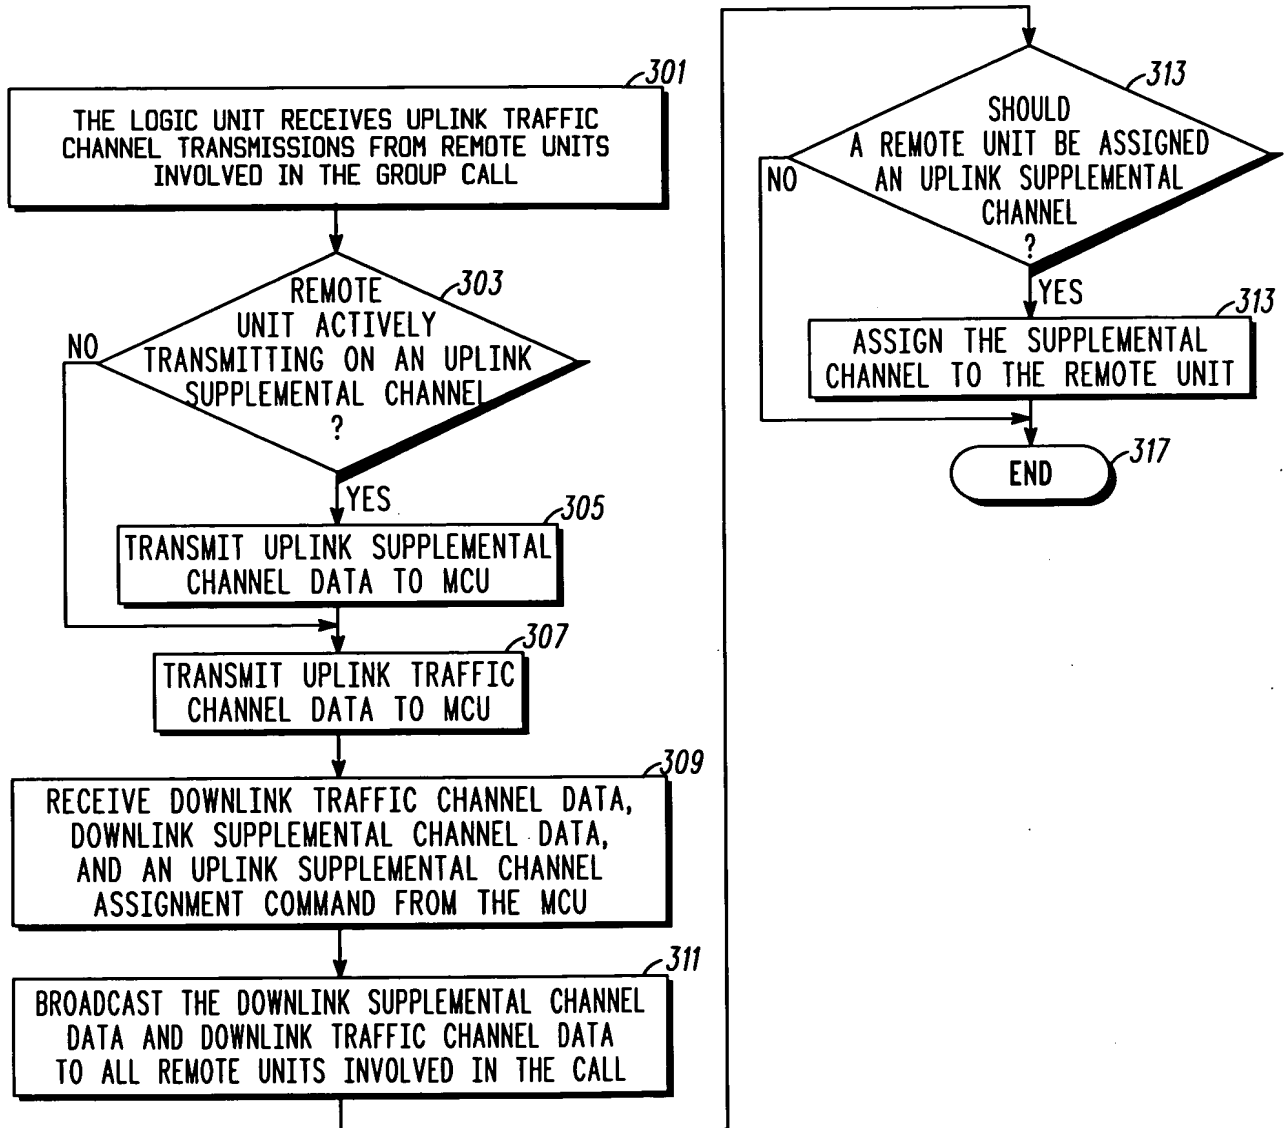 301
THE LOGIC UNIT RECEIVES UPLINK TRAFFIC
CHANNEL TRANSMISSIONS FROM REMOTE UNITS
INVOLVED IN THE GROUP CALL
303
REMOTE
UNIT ACTIVELY
TRANSMITTING ON AN UPLINK
SUPPLEMENTAL CHANNEL
?
NO
YES
305
TRANSMIT UPLINK SUPPLEMENTAL
CHANNEL DATA TO MCU
307
TRANSMIT UPLINK TRAFFIC
CHANNEL DATA TO MCU
309
RECEIVE DOWNLINK TRAFFIC CHANNEL DATA,
DOWNLINK SUPPLEMENTAL CHANNEL DATA,
AND AN UPLINK SUPPLEMENTAL CHANNEL
ASSIGNMENT COMMAND FROM THE MCU
311
BROADCAST THE DOWNLINK SUPPLEMENTAL CHANNEL
DATA AND DOWNLINK TRAFFIC CHANNEL DATA
TO ALL REMOTE UNITS INVOLVED IN THE CALL
313
SHOULD
A REMOTE UNIT BE ASSIGNED
AN UPLINK SUPPLEMENTAL
CHANNEL
?
NO
YES
313
ASSIGN THE SUPPLEMENTAL
CHANNEL TO THE REMOTE UNIT
END
317